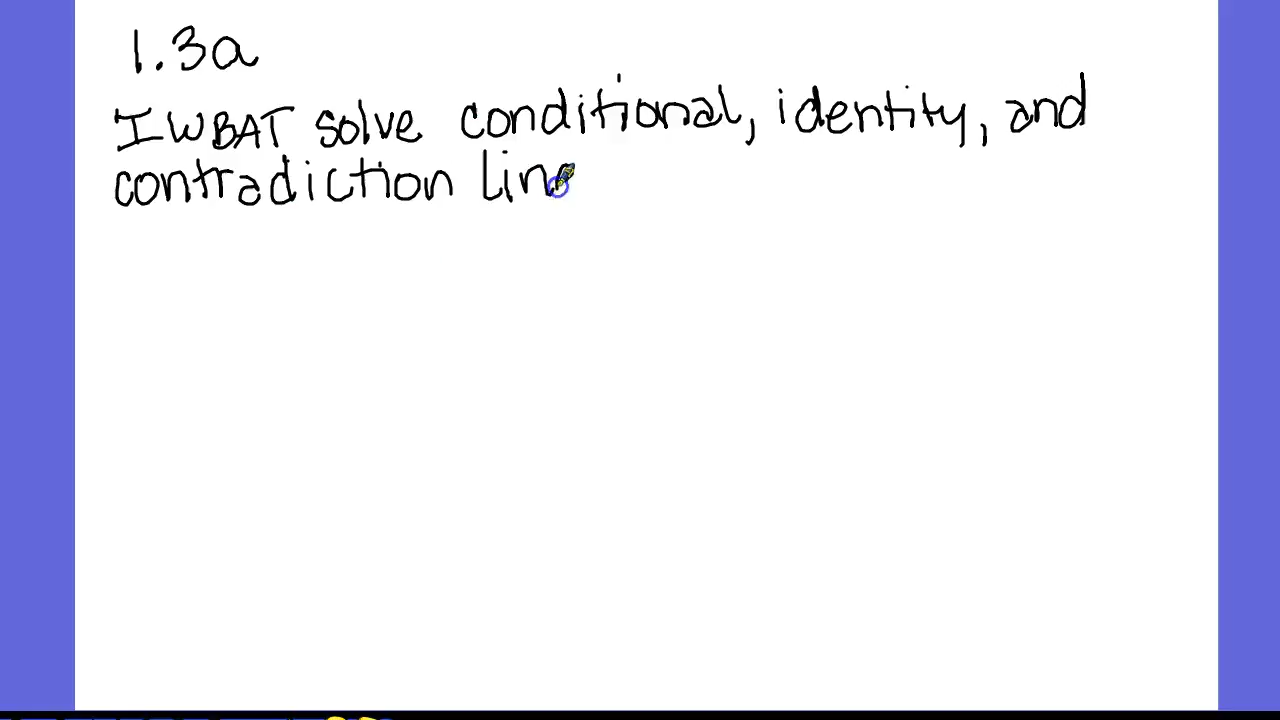 1.3a
IWBAT solve conditional, identity, and
contradiction Lin